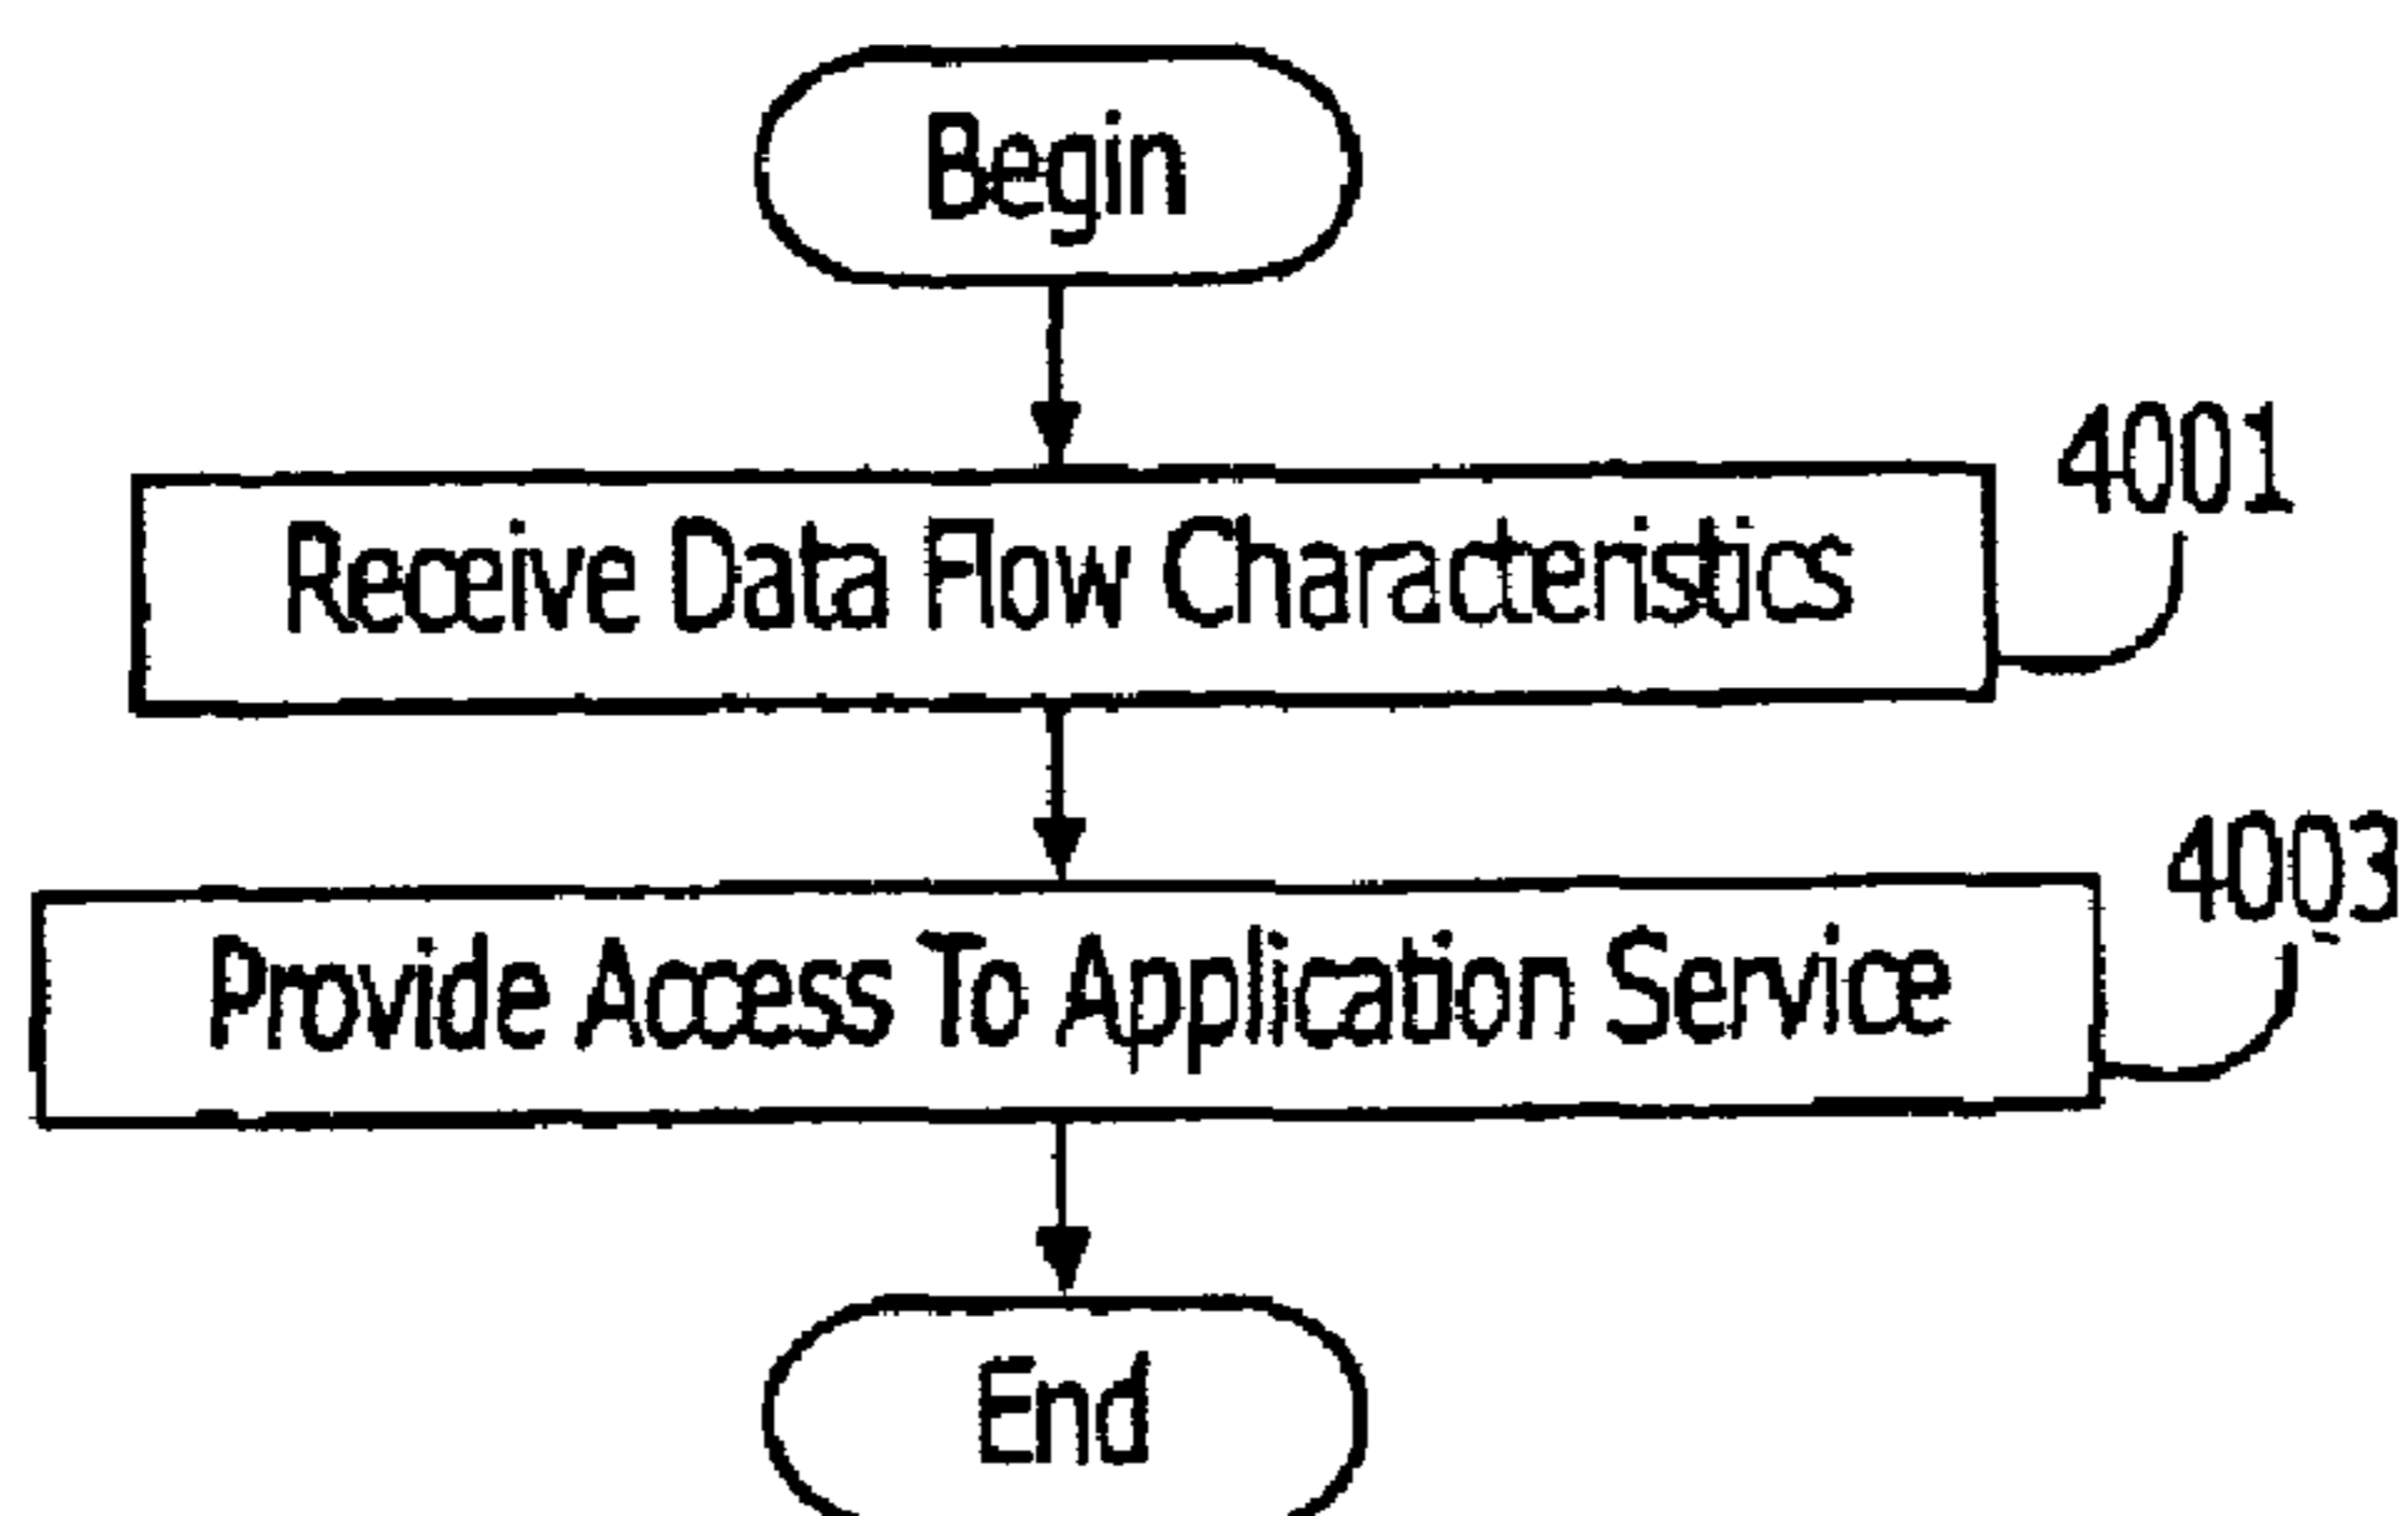 Begin
4001
Receive Data Flow Characteristics
4003
Provide Access To Application Service
End